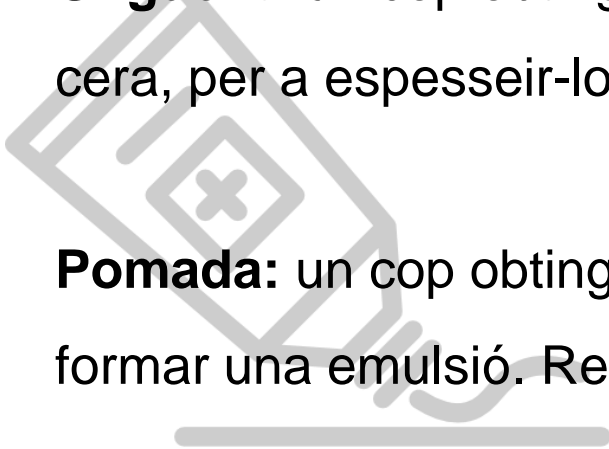 cera, per a espesseir-lo
Pomada: un cop obting
formar una emulsió. Re